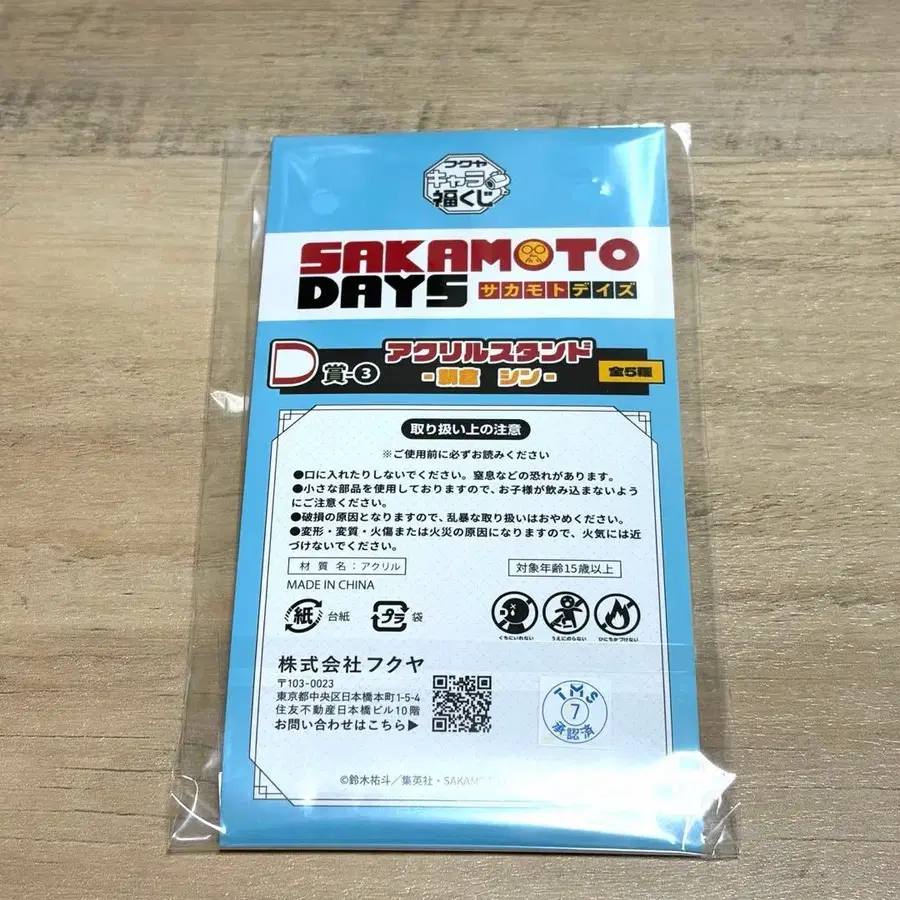 フクヤ
キャラ
福くじ
SAKAMOTO
DAYS サカモトデイズ
D賞-3 アクリルスタンド
-朝倉 シン-
全5種
取り扱い上の注意
※ご使用前に必ずお読みください
●口に入れたりしないでください。窒息などの恐れがあります。
●小さな部品を使用しておりますので、お子様が飲み込まないよう
にご注意ください。
●破損の原因となりますので、乱暴な取り扱いはおやめください。
●変形・変質・火傷または火災の原因になりますので、火気には近
づけないでください。
材質名：アクリル 対象年齢15歳以上
MADE IN CHINA
紙 台紙 プラ 袋
くちにいれない うえにのらない ひにちかづけない
株式会社フクヤ
〒103-0023
東京都中央区日本橋本町1-5-4
住友不動産日本橋ビル10階
お問い合わせはこちら▶
TMS
7
承認済
©鈴木祐斗／集英社・SAKAM